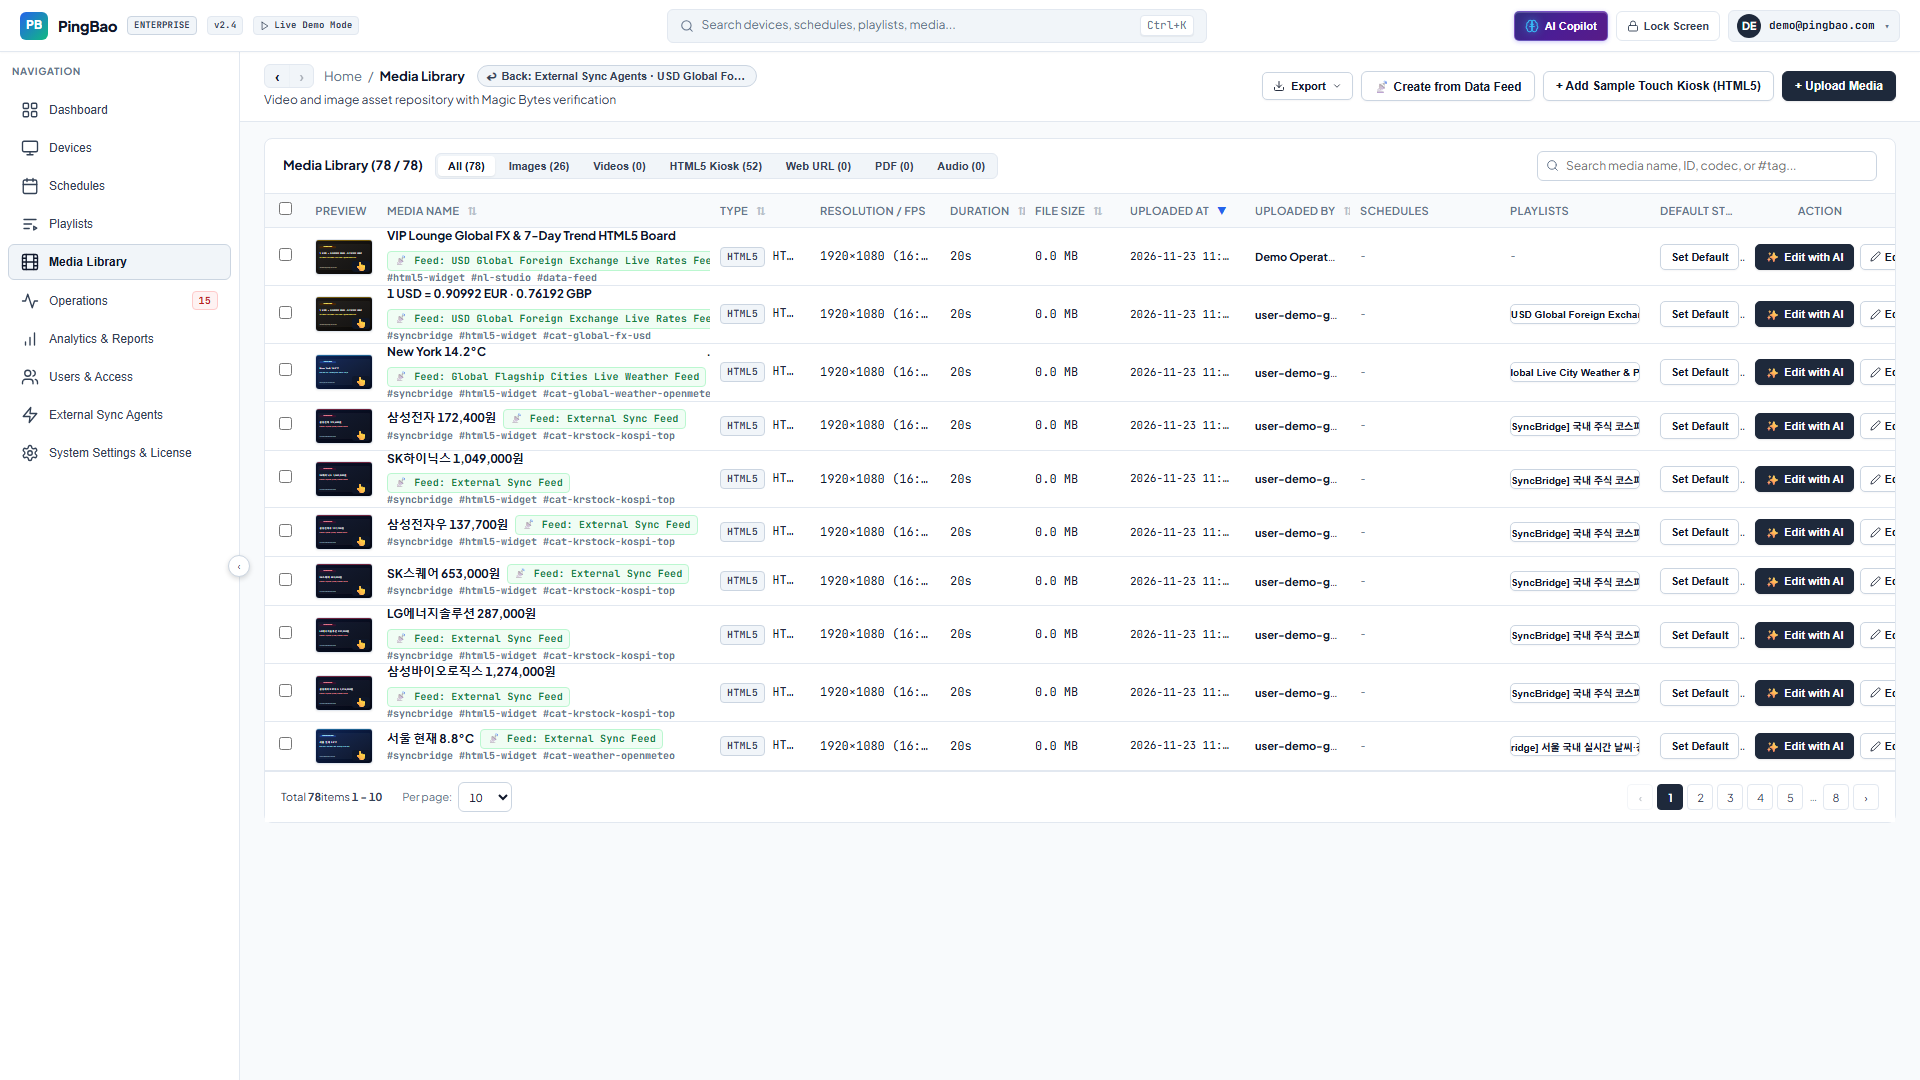 PB PingBao ENTERPRISE v2.4 Live Demo Mode
Search devices, schedules, playlists, media... Ctrl+K
AI Copilot Lock Screen DE demo@pingbao.com
NAVIGATION
Dashboard
Devices
Schedules
Playlists
Media Library
Operations 15
Analytics & Reports
Users & Access
External Sync Agents
System Settings & License
Home / Media Library Back: External Sync Agents · USD Global Fo...
Video and image asset repository with Magic Bytes verification
Export Create from Data Feed + Add Sample Touch Kiosk (HTML5) + Upload Media
Media Library (78 / 78) All (78) Images (26) Videos (0) HTML5 Kiosk (52) Web URL (0) PDF (0) Audio (0)
Search media name, ID, codec, or #tag...
PREVIEW MEDIA NAME TYPE RESOLUTION / FPS DURATION FILE SIZE UPLOADED AT UPLOADED BY SCHEDULES PLAYLISTS DEFAULT ST... ACTION
VIP Lounge Global FX & 7-Day Trend HTML5 Board
Feed: USD Global Foreign Exchange Live Rates Fee
#html5-widget #nl-studio #data-feed
HTML5 HT... 1920×1080 (16:... 20s 0.0 MB 2026-11-23 11:... Demo Operat... - - Set Default .. Edit with AI Ec
1 USD = 0.90992 EUR · 0.76192 GBP
Feed: USD Global Foreign Exchange Live Rates Fee
#syncbridge #html5-widget #cat-global-fx-usd
HTML5 HT... 1920×1080 (16:... 20s 0.0 MB 2026-11-23 11:... user-demo-g... - USD Global Foreign Exchar Set Default Edit with AI Ec
New York 14.2°C .
Feed: Global Flagship Cities Live Weather Feed
#syncbridge #html5-widget #cat-global-weather-openmete
HTML5 HT... 1920×1080 (16:... 20s 0.0 MB 2026-11-23 11:... user-demo-g... - lobal Live City Weather & P Set Default Edit with AI Ec
삼성전자 172,400원 Feed: External Sync Feed
#syncbridge #html5-widget #cat-krstock-kospi-top
HTML5 HT... 1920×1080 (16:... 20s 0.0 MB 2026-11-23 11:... user-demo-g... - SyncBridge] 국내 주식 코스피 Set Default .. Edit with AI Ec
SK하이닉스 1,049,000원
Feed: External Sync Feed
#syncbridge #html5-widget #cat-krstock-kospi-top
HTML5 HT... 1920×1080 (16:... 20s 0.0 MB 2026-11-23 11:... user-demo-g... - SyncBridge] 국내 주식 코스피 Set Default .. Edit with AI Ec
삼성전자우 137,700원 Feed: External Sync Feed
#syncbridge #html5-widget #cat-krstock-kospi-top
HTML5 HT... 1920×1080 (16:... 20s 0.0 MB 2026-11-23 11:... user-demo-g... - SyncBridge] 국내 주식 코스피 Set Default .. Edit with AI Ec
SK스퀘어 653,000원 Feed: External Sync Feed
#syncbridge #html5-widget #cat-krstock-kospi-top
HTML5 HT... 1920×1080 (16:... 20s 0.0 MB 2026-11-23 11:... user-demo-g... - SyncBridge] 국내 주식 코스피 Set Default .. Edit with AI Ec
LG에너지솔루션 287,000원
Feed: External Sync Feed
#syncbridge #html5-widget #cat-krstock-kospi-top
HTML5 HT... 1920×1080 (16:... 20s 0.0 MB 2026-11-23 11:... user-demo-g... - SyncBridge] 국내 주식 코스피 Set Default .. Edit with AI Ec
삼성바이오로직스 1,274,000원
Feed: External Sync Feed
#syncbridge #html5-widget #cat-krstock-kospi-top
HTML5 HT... 1920×1080 (16:... 20s 0.0 MB 2026-11-23 11:... user-demo-g... - SyncBridge] 국내 주식 코스피 Set Default .. Edit with AI Ec
서울 현재 8.8°C Feed: External Sync Feed
#syncbridge #html5-widget #cat-weather-openmeteo
HTML5 HT... 1920×1080 (16:... 20s 0.0 MB 2026-11-23 11:... user-demo-g... - ridge] 서울 국내 실시간 날씨· Set Default .. Edit with AI Ec
Total 78items 1 – 10 Per page: 10
‹ 1 2 3 4 5 ... 8 ›